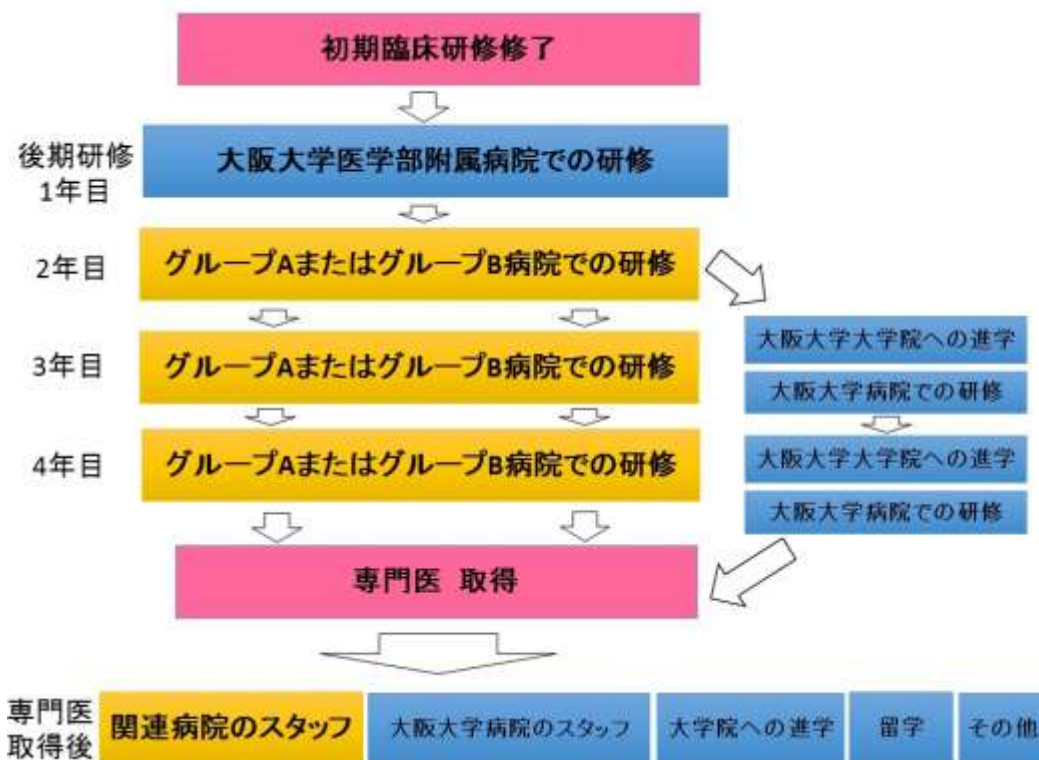 初期臨床研修修了
後期研修
1年目
大阪大学医学部附属病院での研修
2年目
グループAまたはグループB病院での研修
3年目
グループAまたはグループB病院での研修
大阪大学大学院への進学
大阪大学病院での研修
4年目
グループAまたはグループB病院での研修
大阪大学大学院への進学
大阪大学病院での研修
専門医 取得
専門医
取得後
関連病院のスタッフ
大阪大学病院のスタッフ
大学院への進学
留学
その他